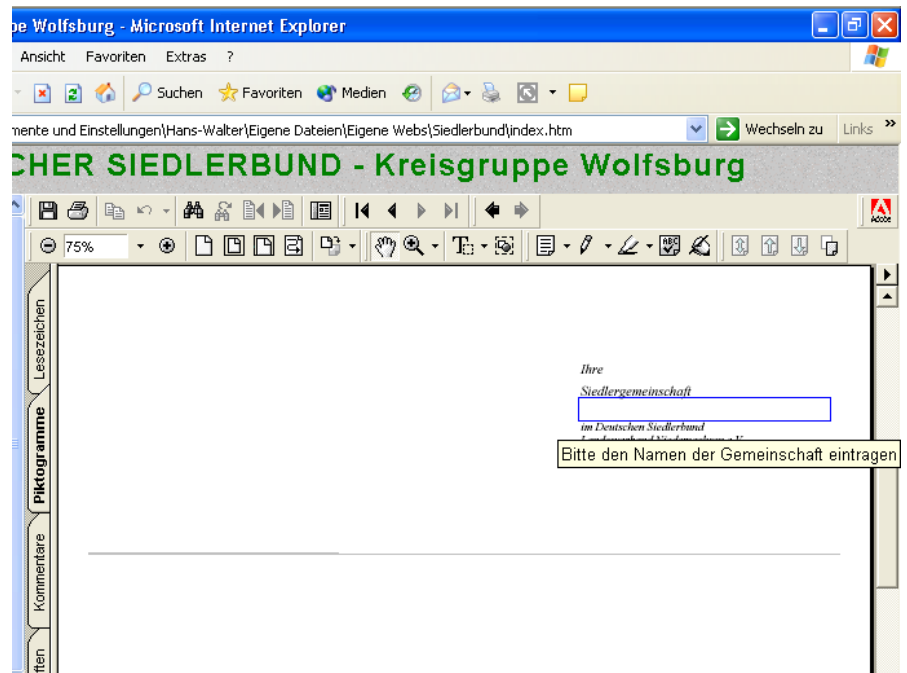 pe Wolfsburg - Microsoft Internet Explorer
Ansicht Favoriten Extras ?
Suchen Favoriten Medien
mente und Einstellungen\Hans-Walter\Eigene Dateien\Eigene Webs\Siedlerbund\index.htm Wechseln zu Links »
CHER SIEDLERBUND - Kreisgruppe Wolfsburg
Adobe
75%
ABC
Lesezeichen
Piktogramme
Kommentare
ften
Ihre
Siedlergemeinschaft
im Deutschen Siedlerbund
Bitte den Namen der Gemeinschaft eintragen